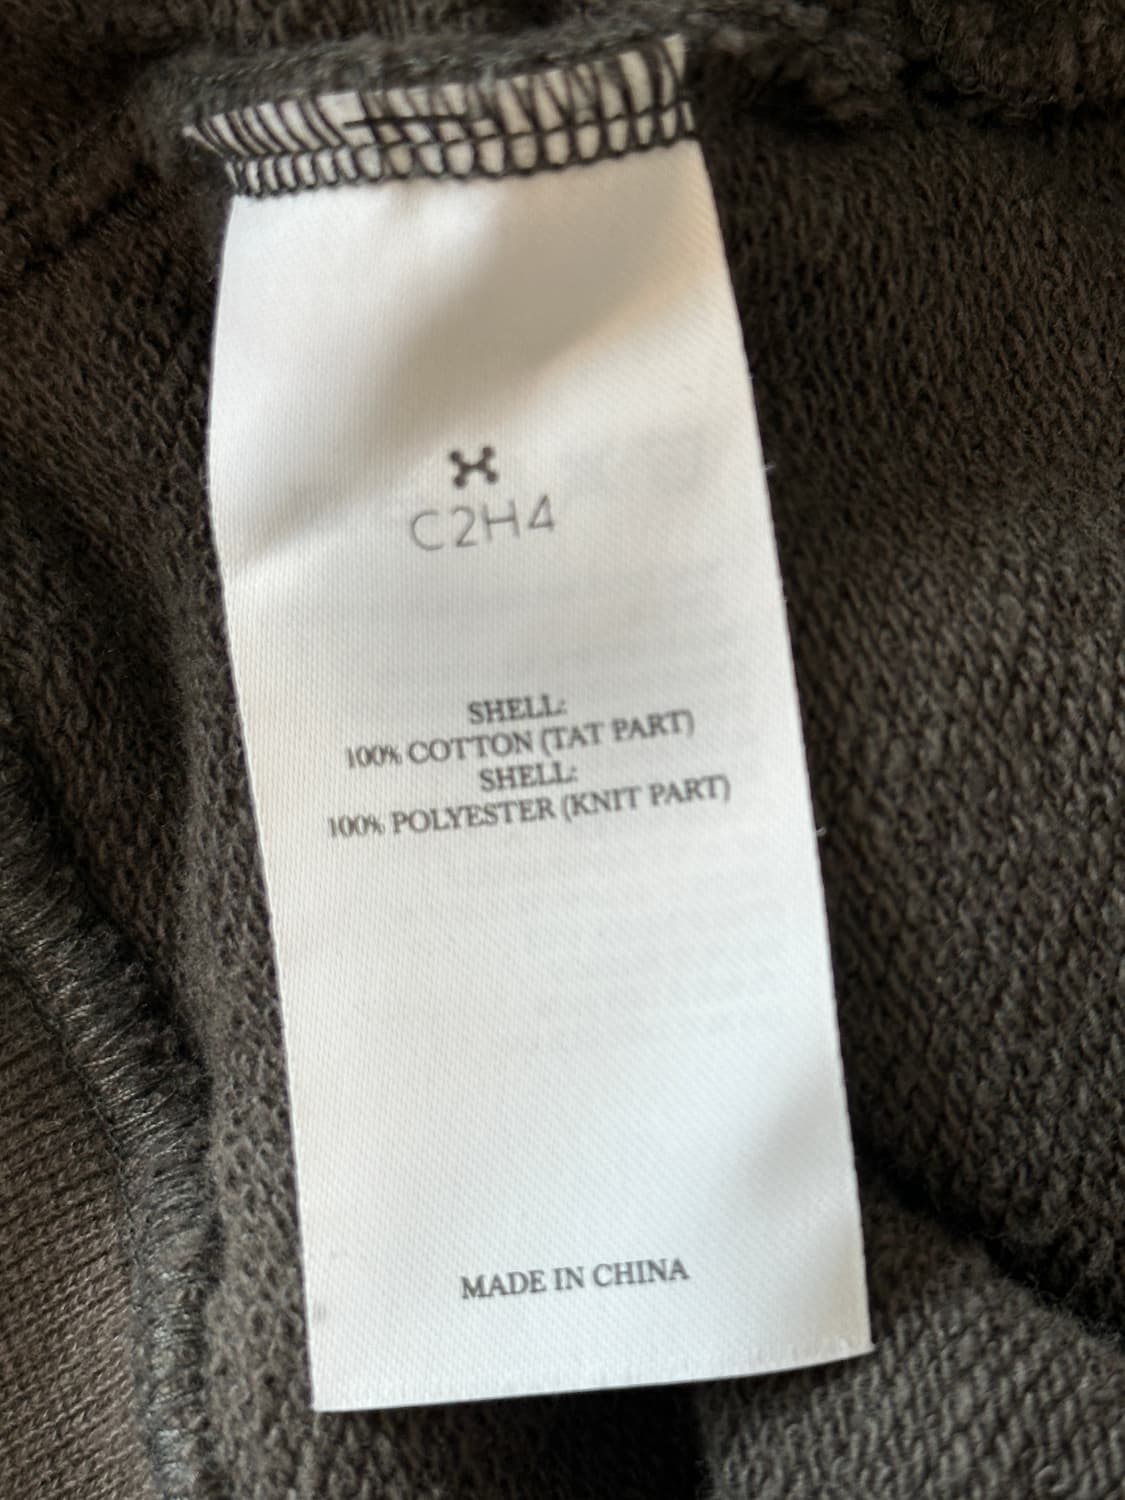 C2H4
SHELL:
100% COTTON (TAT PART)
SHELL:
100% POLYESTER (KNIT PART)
MADE IN CHINA